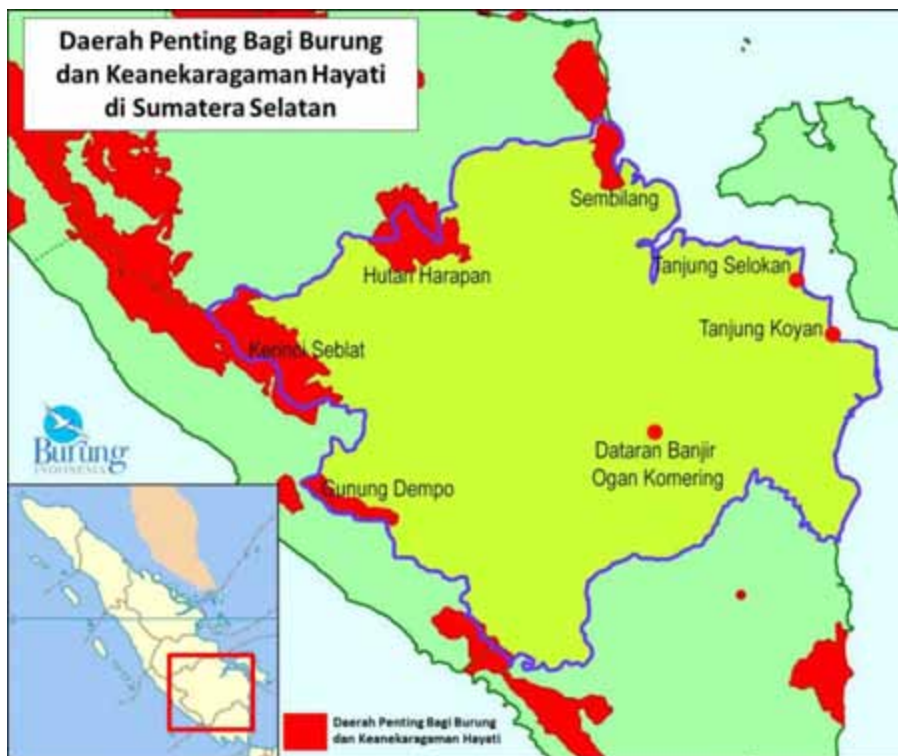 Daerah Penting Bagi Burung
dan Keanekaragaman Hayati
di Sumatera Selatan
Sembilang
Tanjung Selokan
Hutan Harapan
Tanjung Koyan
Kerinci Seblat
Burung
INDONESIA
Dataran Banjir
Ogan Komering
Gunung Dempo
Daerah Penting Bagi Burung
dan Keanekaragaman Hayati